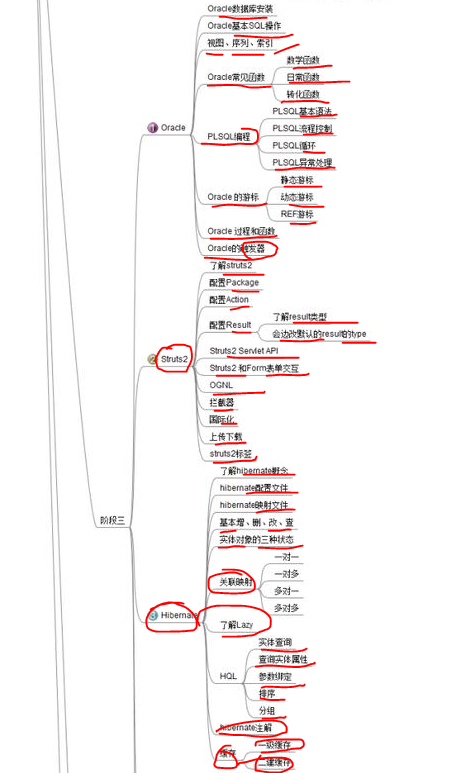 Oracle数据库安装
Oracle基本SQL操作
视图、序列、索引
Oracle常见函数
数学函数
日常函数
转化函数
Oracle
PLSQL编程
PLSQL基本语法
PLSQL流程控制
PLSQL循环
PLSQL异常处理
Oracle 的游标
静态游标
动态游标
REF游标
Oracle 过程和函数
Oracle的触发器
了解struts2
配置Package
配置Action
配置Result
了解result类型
会边改默认的result的type
Struts2
Struts2 Servlet API
Struts2 和Form表单交互
OGNL
拦截器
国际化
上传下载
struts2标签
阶段三
了解hibernate概念
hibernate配置文件
hibernate映射文件
基本增、删、改、查
实体对象的三种状态
关联映射
一对一
一对多
多对一
多对多
Hibernate
了解Lazy
HQL
实体查询
查询实体属性
参数绑定
排序
分组
hibernate注解
缓存
一级缓存
二建缓存